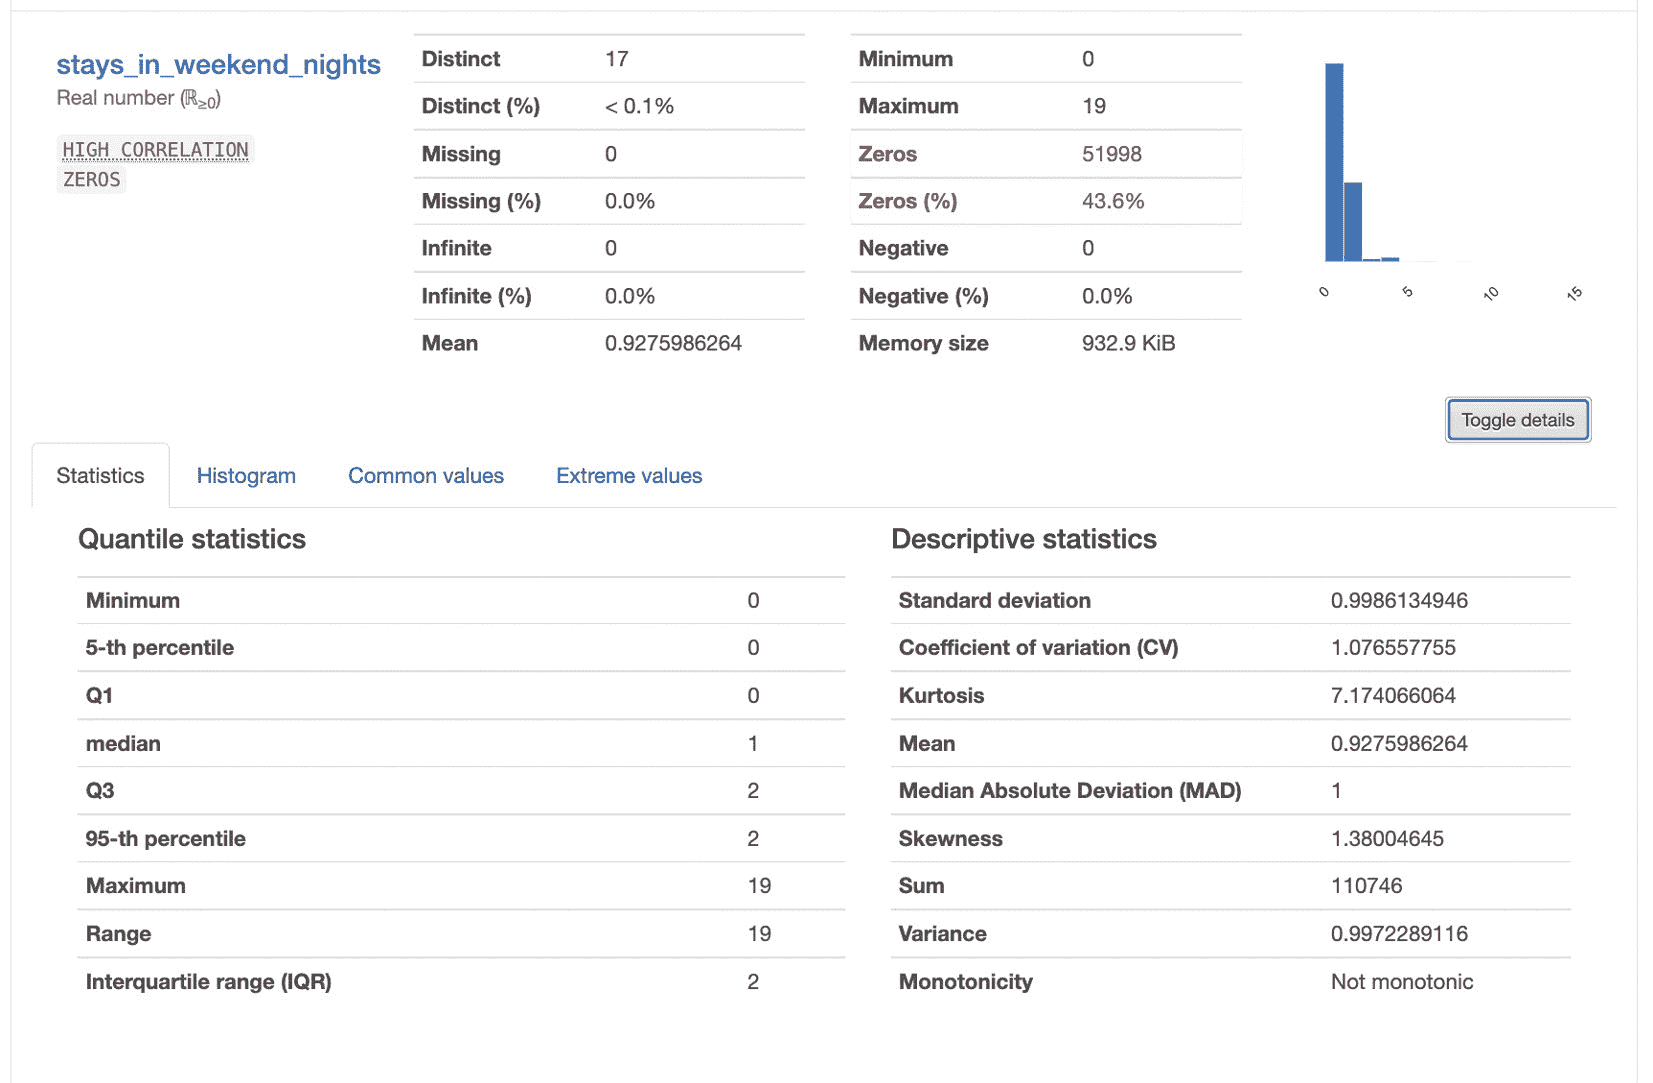 stays_in_weekend_nights
Real number (ℝ≥0)
HIGH CORRELATION
ZEROS
Distinct 17
Distinct (%) < 0.1%
Missing 0
Missing (%) 0.0%
Infinite 0
Infinite (%) 0.0%
Mean 0.9275986264
Minimum 0
Maximum 19
Zeros 51998
Zeros (%) 43.6%
Negative 0
Negative (%) 0.0%
Memory size 932.9 KiB
0 5 10 15
Toggle details
Statistics Histogram Common values Extreme values
Quantile statistics
Minimum 0
5-th percentile 0
Q1 0
median 1
Q3 2
95-th percentile 2
Maximum 19
Range 19
Interquartile range (IQR) 2
Descriptive statistics
Standard deviation 0.9986134946
Coefficient of variation (CV) 1.076557755
Kurtosis 7.174066064
Mean 0.9275986264
Median Absolute Deviation (MAD) 1
Skewness 1.38004645
Sum 110746
Variance 0.9972289116
Monotonicity Not monotonic